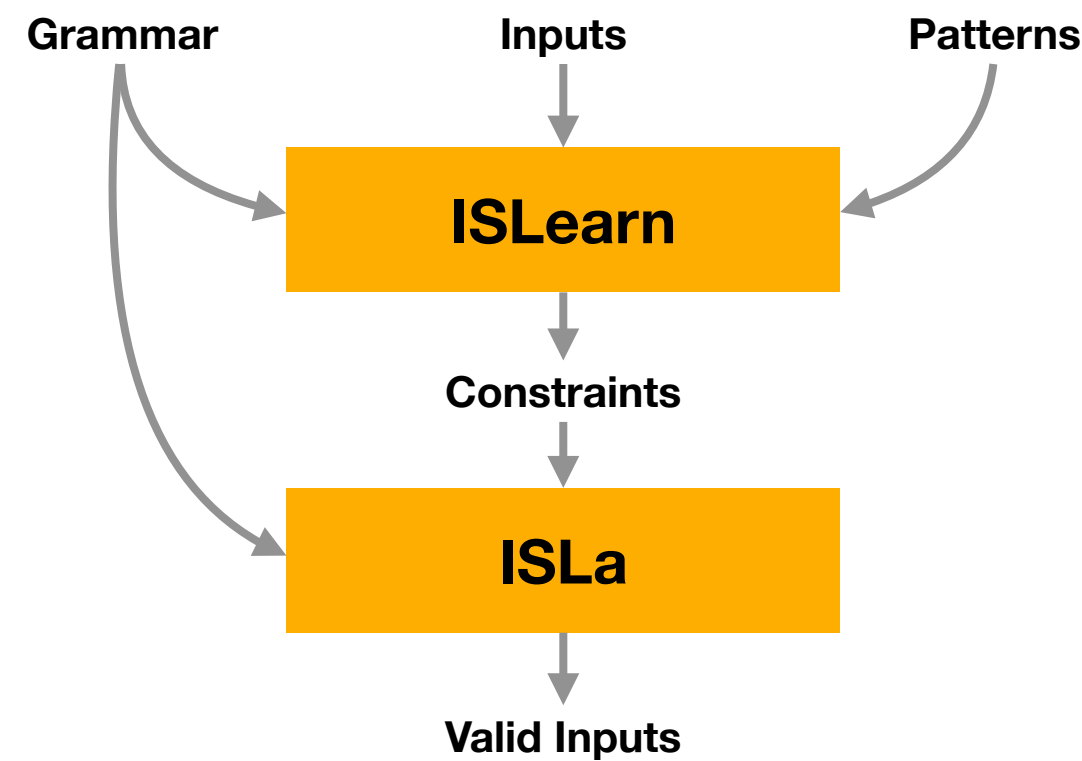 Grammar
Inputs
Patterns
ISLearn
Constraints
ISLa
Valid Inputs